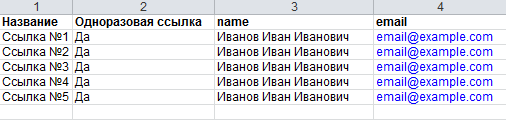 1 2 3 4
Название Одноразовая ссылка name email
Ссылка №1 Да Иванов Иван Иванович email@example.com
Ссылка №2 Да Иванов Иван Иванович email@example.com
Ссылка №3 Да Иванов Иван Иванович email@example.com
Ссылка №4 Да Иванов Иван Иванович email@example.com
Ссылка №5 Да Иванов Иван Иванович email@example.com